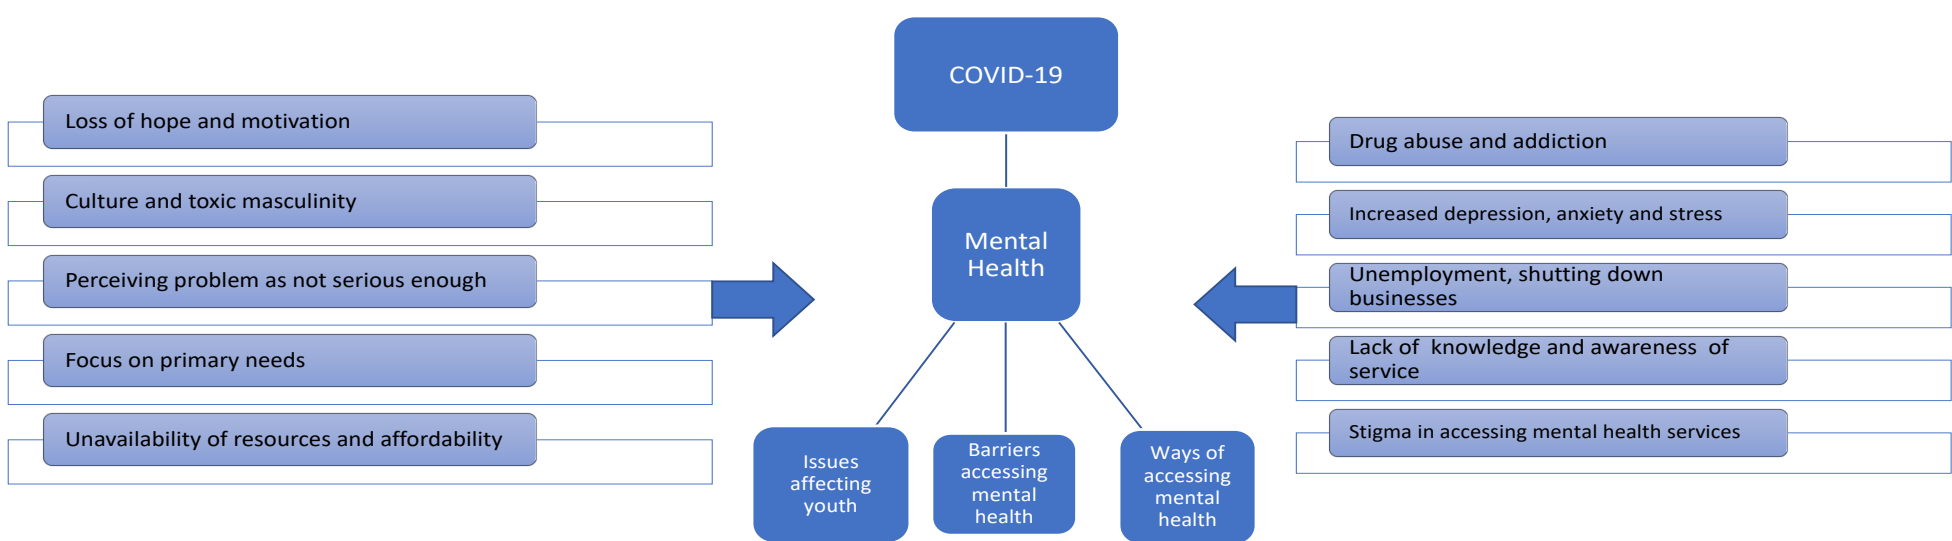 COVID-19
Loss of hope and motivation
Culture and toxic masculinity
Perceiving problem as not serious enough
Focus on primary needs
Unavailability of resources and affordability
Mental
Health
Issues
affecting
youth
Barriers
accessing
mental
health
Ways of
accessing
mental
health
Drug abuse and addiction
Increased depression, anxiety and stress
Unemployment, shutting down
businesses
Lack of  knowledge and awareness  of
service
Stigma in accessing mental health services